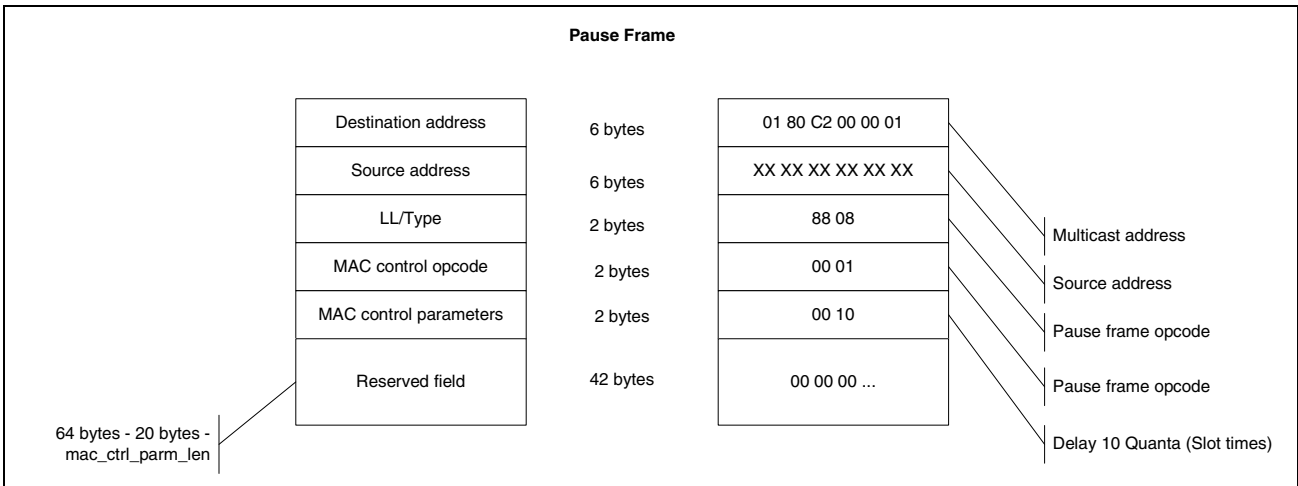 Pause Frame
Destination address
6 bytes
01 80 C2 00 00 01
Source address
6 bytes
XX XX XX XX XX XX
LL/Type
2 bytes
88 08
MAC control opcode
2 bytes
00 01
MAC control parameters
2 bytes
00 10
Reserved field
42 bytes
00 00 00 ...
Multicast address
Source address
Pause frame opcode
Pause frame opcode
Delay 10 Quanta (Slot times)
64 bytes - 20 bytes -
mac_ctrl_parm_len